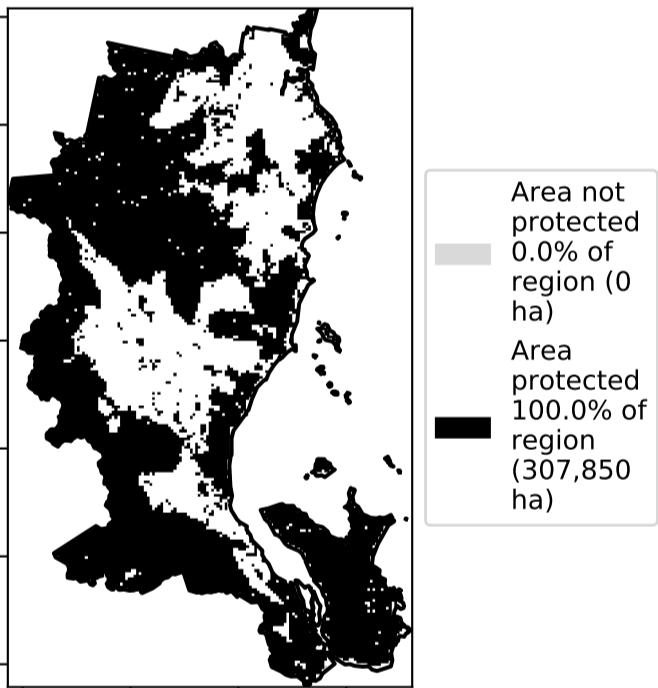 Area not
protected
0.0% of
region (0
ha)
Area
protected
100.0% of
region
(307,850
ha)